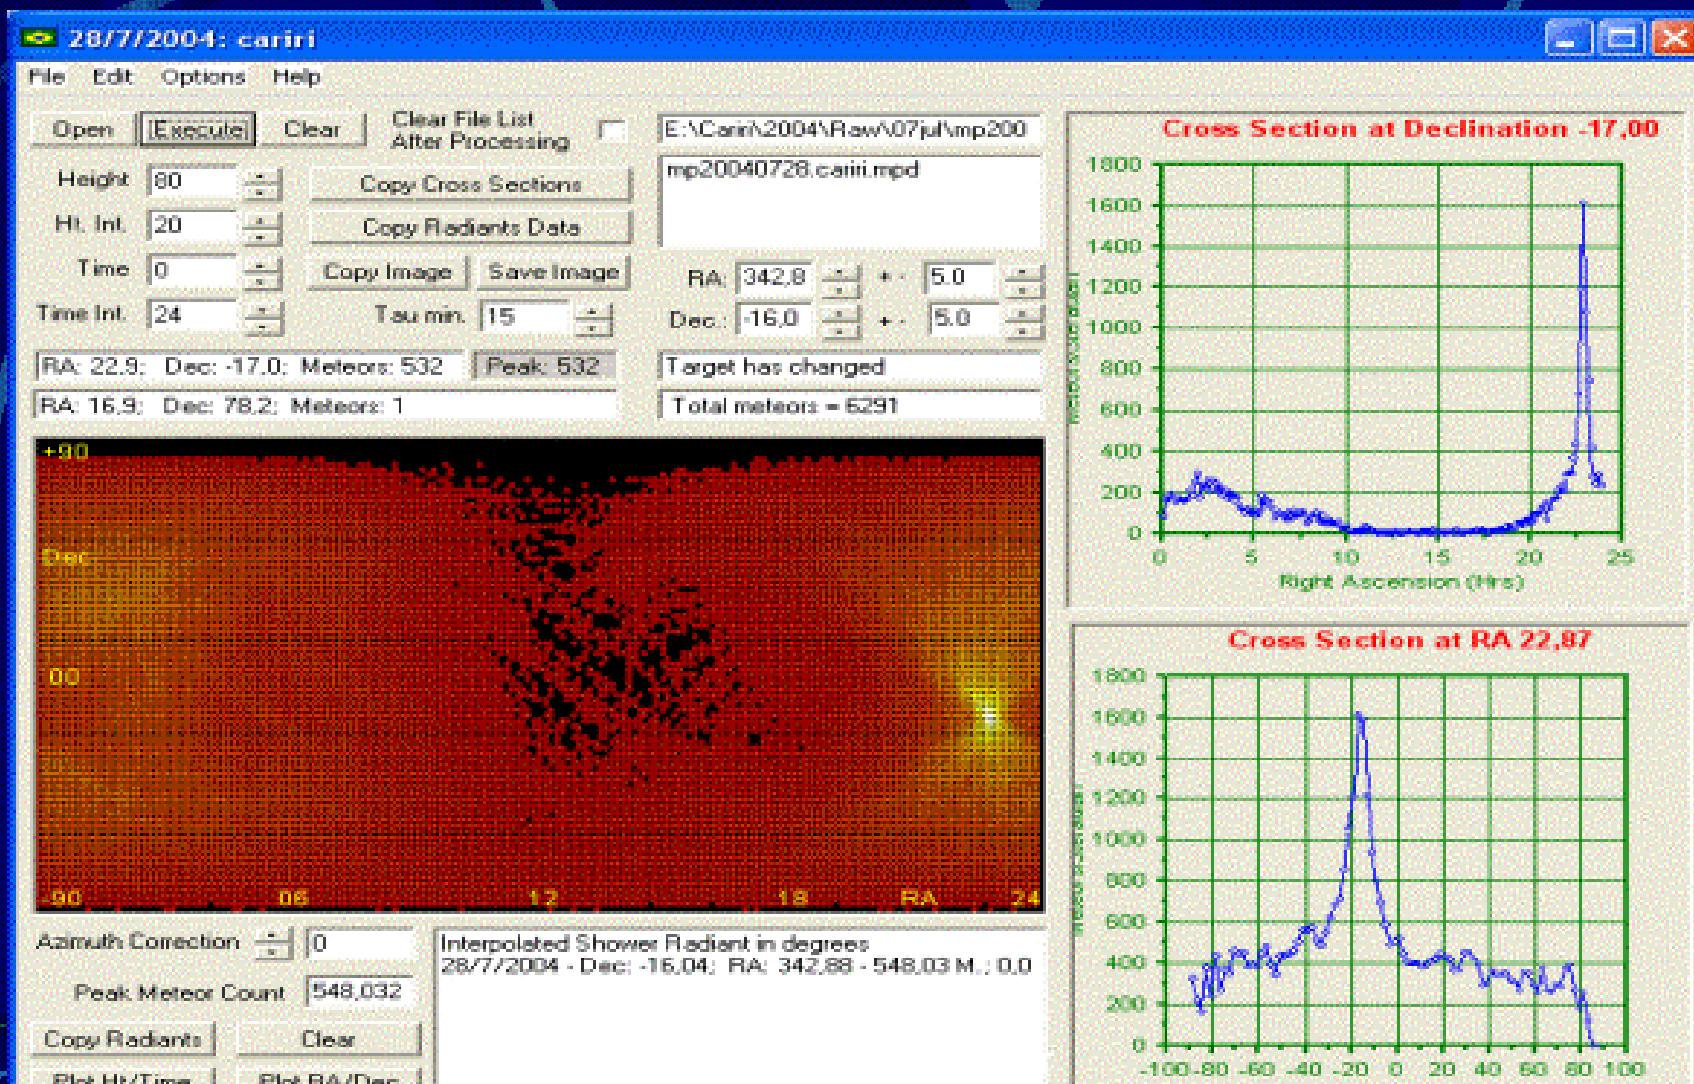 28/7/2004: cariri
File Edit Options Help
Open Execute Clear Clear File List After Processing
E:\Cariri\2004\Raw\07jul\mp200
mp20040728.cariri.mpd
Height 80
Copy Cross Sections
Ht. Int. 20
Copy Radiants Data
Time 0
Copy Image Save Image
RA: 342,8 + - 5.0
Time Int. 24
Tau min. 15
Dec.: -16,0 + - 5.0
RA: 22,9; Dec: -17,0; Meteors: 532
Peak: 532
Target has changed
RA: 16,9; Dec: 78,2; Meteors: 1
Total meteors = 6291
+90
Dec
00
-90 06 12 18 RA 24
Azimuth Correction 0
Peak Meteor Count 548,032
Copy Radiants Clear
Plot Ht/Time Plot RA/Dec
Interpolated Shower Radiant in degrees
28/7/2004 - Dec: -16,04; RA: 342,88 - 548,03 M.; 0,0
Cross Section at Declination -17,00
1800
1600
1400
1200
1000
800
600
400
200
0
0 5 10 15 20 25
Right Ascension (Hrs)
Cross Section at RA 22,87
1800
1600
1400
1200
1000
800
600
400
200
0
-100 -80 -60 -40 -20 0 20 40 60 80 100